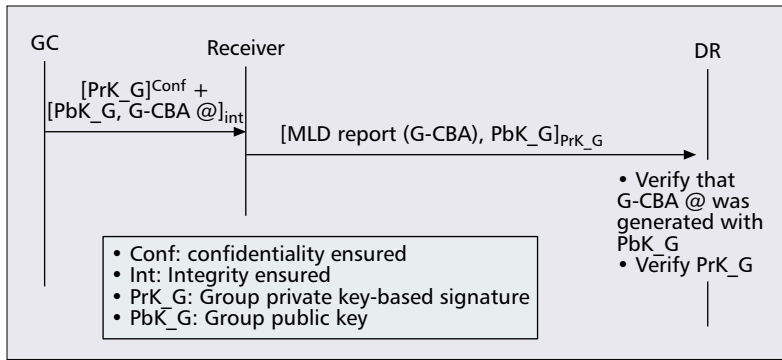 GC
Receiver
DR
[PrK_G]Conf +
[PbK_G, G-CBA @]int
[MLD report (G-CBA), PbK_G]PrK_G
• Verify that
G-CBA @ was
generated with
PbK_G
• Verify PrK_G
• Conf: confidentiality ensured
• Int: Integrity ensured
• PrK_G: Group private key-based signature
• PbK_G: Group public key